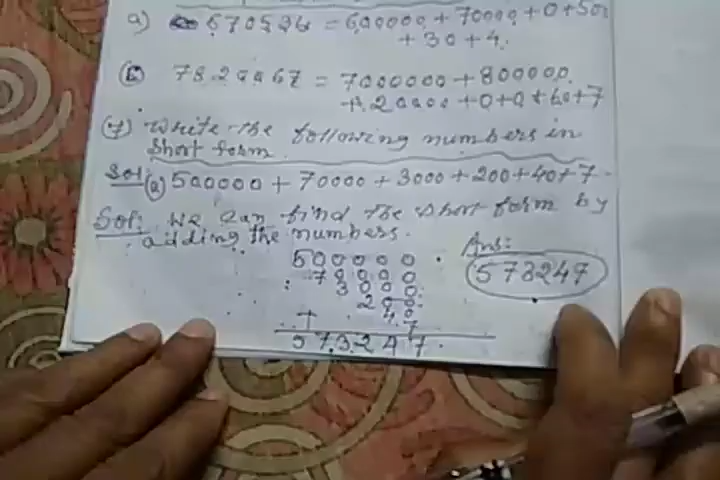 a) 670534 = 600000 + 70000 + 0 + 500
+ 30 + 4.
(b) 7820067 = 7000000 + 800000
+ 20000 + 0 + 0 + 60 + 7
(7) Write the following numbers in
short form.
Sol: (a) 500000 + 70000 + 3000 + 200 + 40 + 7
Sol: We can find the short form by
adding the numbers.
Ans:
573247
500000
70000
3000
200
40
+ 7
573247